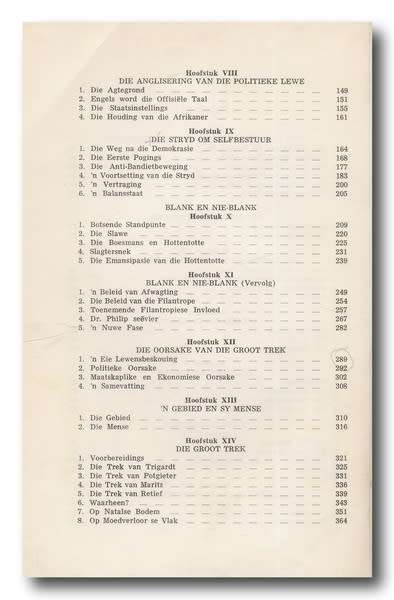 Hoofstuk VIII
DIE ANGLISERING VAN DIE POLITIEKE LEWE
1. Die Agtegrond 149
2. Engels word die Offisiële Taal 151
3. Die Staatsinstellings 155
4. Die Houding van die Afrikaner 161
Hoofstuk IX
DIE STRYD OM SELFBESTUUR
1. Die Weg na die Demokrasie 164
2. Die Eerste Pogings 168
3. Die Anti-Bandietbeweging 177
4. 'n Voortsetting van die Stryd 183
5. 'n Vertraging 200
6. 'n Balansstaat 205
BLANK EN NIE-BLANK
Hoofstuk X
1. Botsende Standpunte 209
2. Die Slawe 220
3. Die Boesmans en Hottentotte 225
4. Slagtersnek 231
5. Die Emansipasie van die Hottentotte 239
Hoofstuk XI
BLANK EN NIE-BLANK (Vervolg)
1. 'n Beleid van Afwagting 249
2. Die Beleid van die Filantrope 254
3. Toenemende Filantropiese Invloed 257
4. Dr. Philip seëvier 267
5. 'n Nuwe Fase 282
Hoofstuk XII
DIE OORSAKE VAN DIE GROOT TREK
1. 'n Eie Lewensbeskouing 289
2. Politieke Oorsake 292
3. Maatskaplike en Ekonomiese Oorsake 302
4. 'n Samevatting 308
Hoofstuk XIII
'N GEBIED EN SY MENSE
1. Die Gebied 310
2. Die Mense 316
Hoofstuk XIV
DIE GROOT TREK
1. Voorbereidings 321
2. Die Trek van Trigardt 325
3. Die Trek van Potgieter 331
4. Die Trek van Maritz 336
5. Die Trek van Retief 339
6. Waarheen? 343
7. Op Natalse Bodem 351
8. Op Moedverloor se Vlak 364